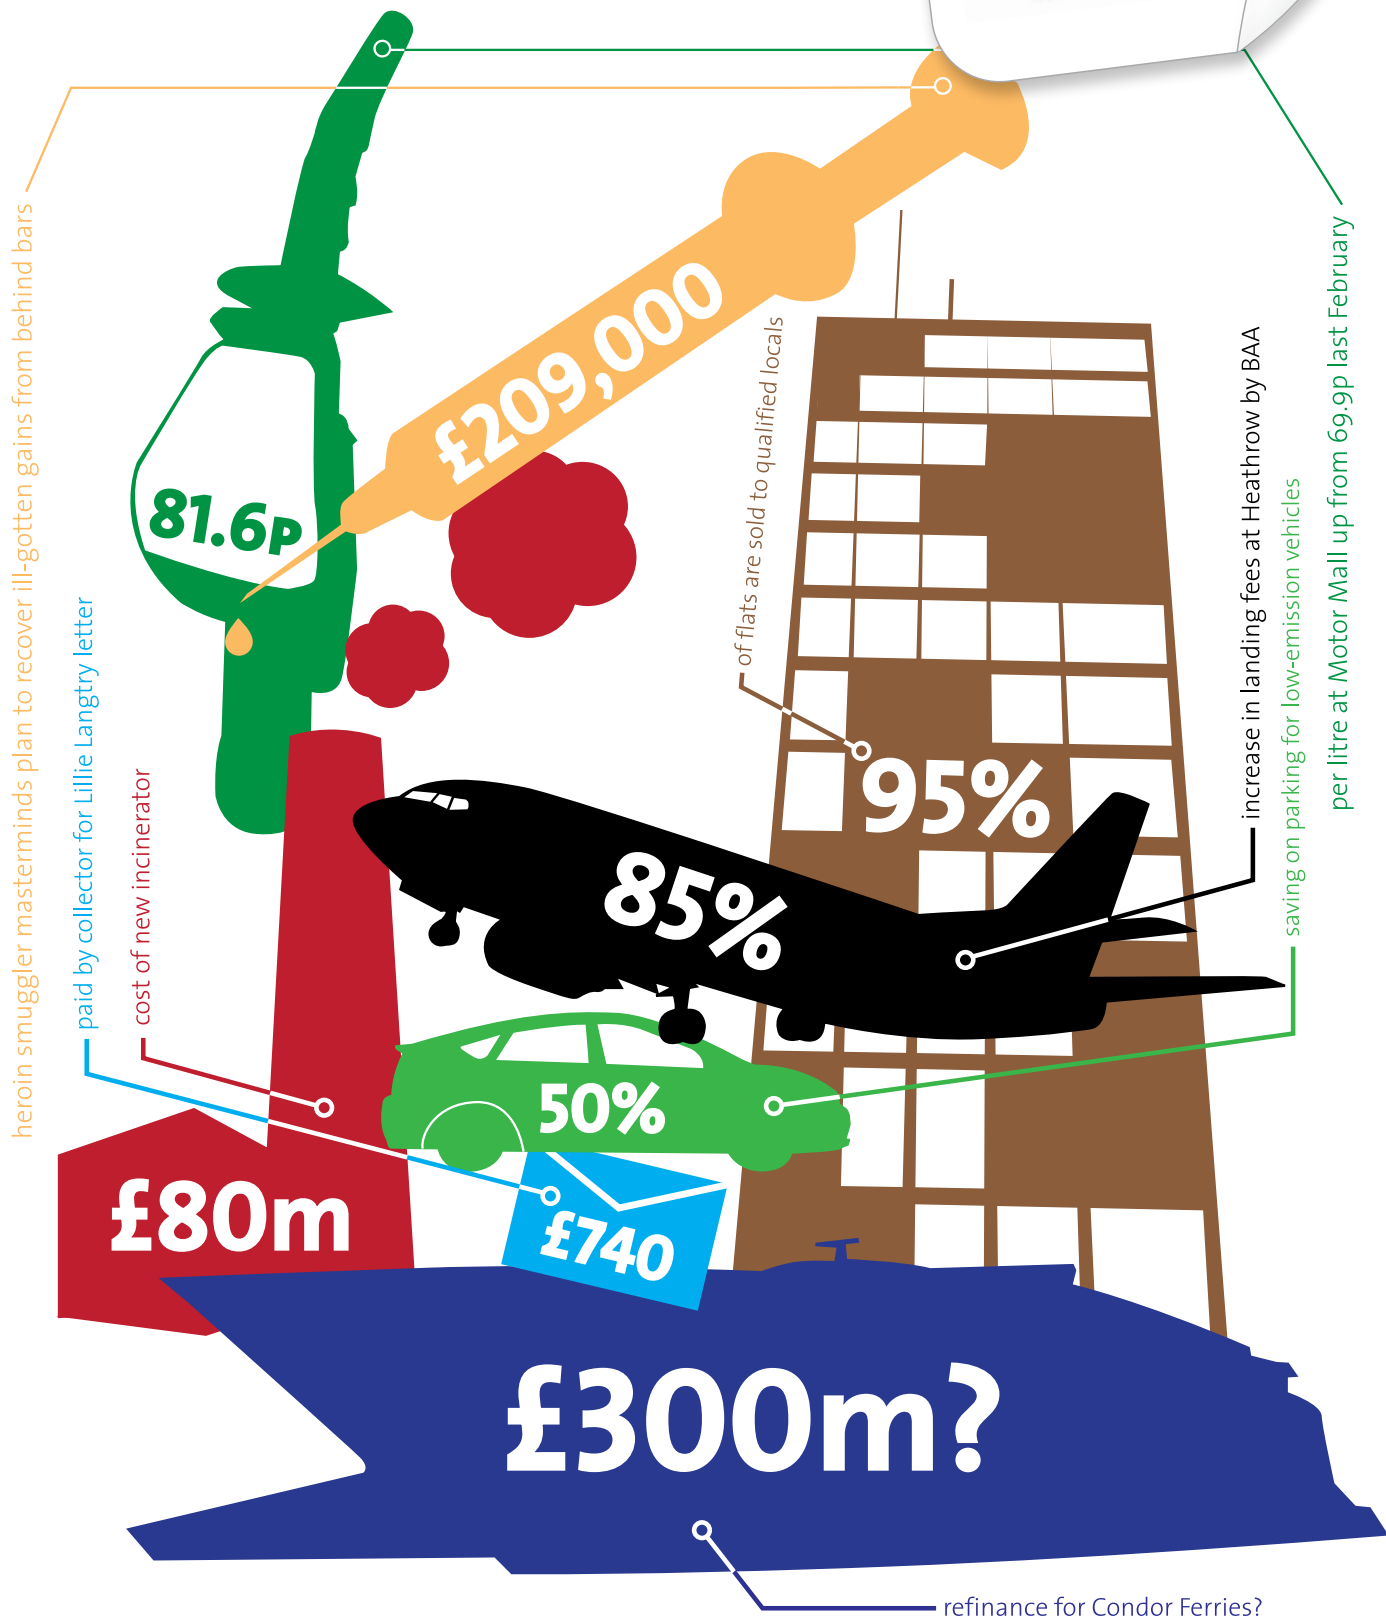 heroin smuggler masterminds plan to recover ill-gotten gains from behind bars
£209,000
81.6p
per litre at Motor Mall up from 69.9p last February
of flats are sold to qualified locals
95%
increase in landing fees at Heathrow by BAA
85%
saving on parking for low-emission vehicles
50%
paid by collector for Lillie Langtry letter
£740
cost of new incinerator
£80m
£300m?
refinance for Condor Ferries?